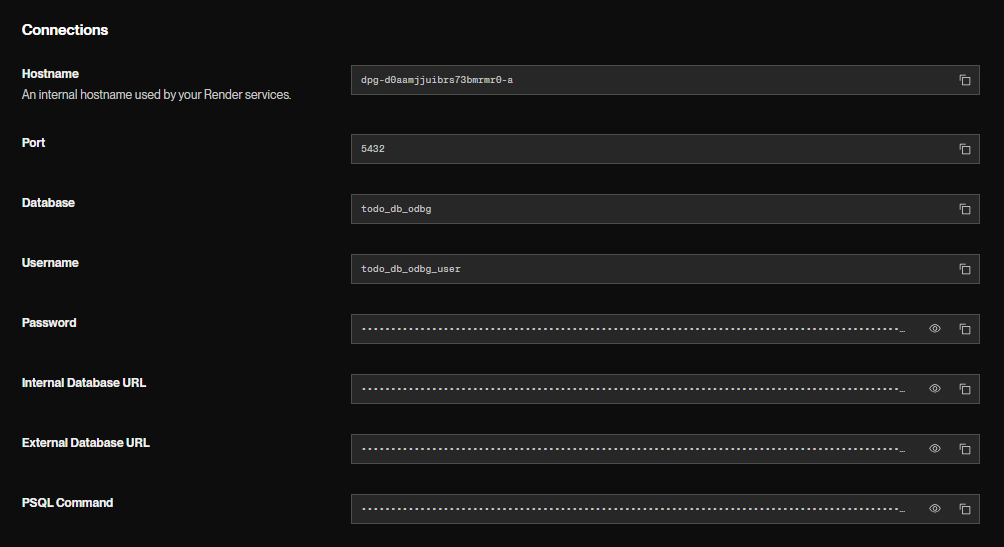 Connections
Hostname
An internal hostname used by your Render services.
dpg-d0aamjjuibrs73bmrmr0-a
Port
5432
Database
todo_db_odbg
Username
todo_db_odbg_user
Password
Internal Database URL
External Database URL
PSQL Command